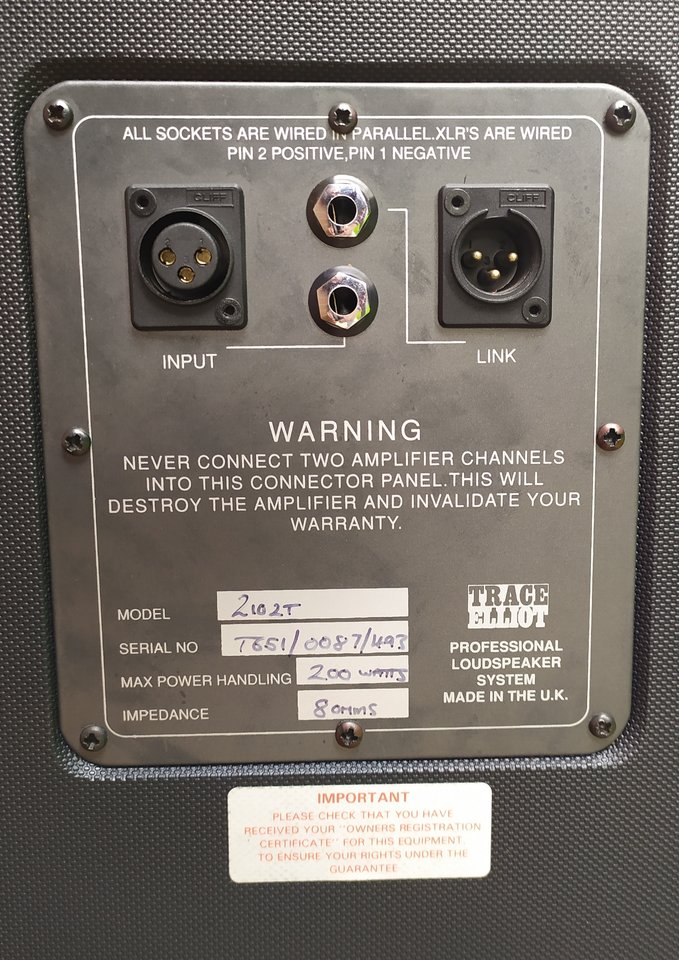 ALL SOCKETS ARE WIRED IN PARALLEL.XLR'S ARE WIRED
PIN 2 POSITIVE,PIN 1 NEGATIVE
CLIFF
CLIFF
INPUT
LINK
WARNING
NEVER CONNECT TWO AMPLIFIER CHANNELS
INTO THIS CONNECTOR PANEL.THIS WILL
DESTROY THE AMPLIFIER AND INVALIDATE YOUR
WARRANTY.
MODEL 2102T
SERIAL NO T651/0087/493
MAX POWER HANDLING 200 WATTS
IMPEDANCE 8 OHMS
TRACE
ELLIOT
PROFESSIONAL
LOUDSPEAKER
SYSTEM
MADE IN THE U.K.
IMPORTANT
PLEASE CHECK THAT YOU HAVE
RECEIVED YOUR "OWNERS REGISTRATION
CERTIFICATE" FOR THIS EQUIPMENT,
TO ENSURE YOUR RIGHTS UNDER THE
GUARANTEE